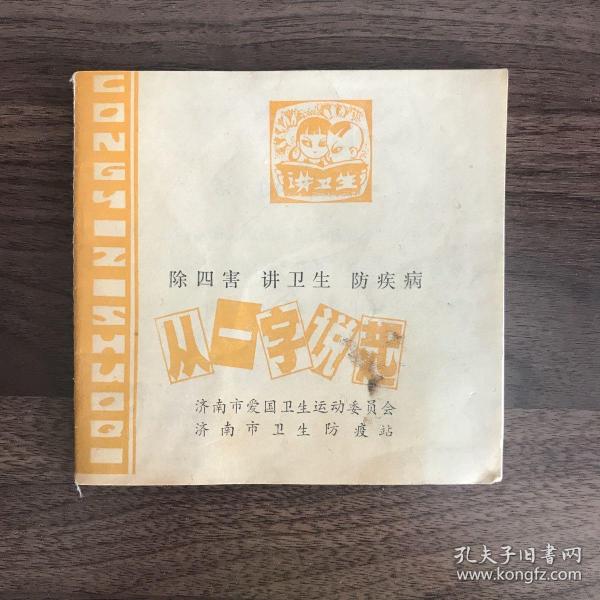 CONGYIZISHUOQI
讲卫生
除四害 讲卫生 防疾病
从一字说起
济南市爱国卫生运动委员会
济南市卫生防疫站
孔夫子旧书网
www.kongfz.com